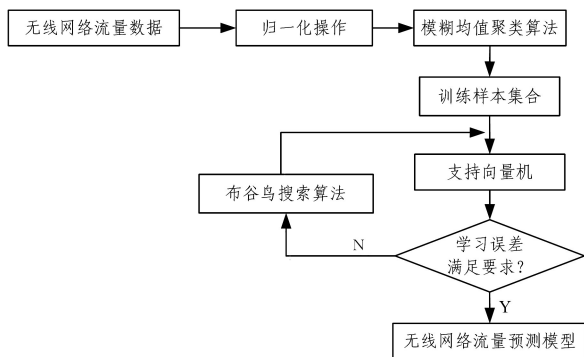 无线网络流量数据
归一化操作
模糊均值聚类算法
训练样本集合
支持向量机
布谷鸟搜索算法
N
学习误差
满足要求?
Y
无线网络流量预测模型